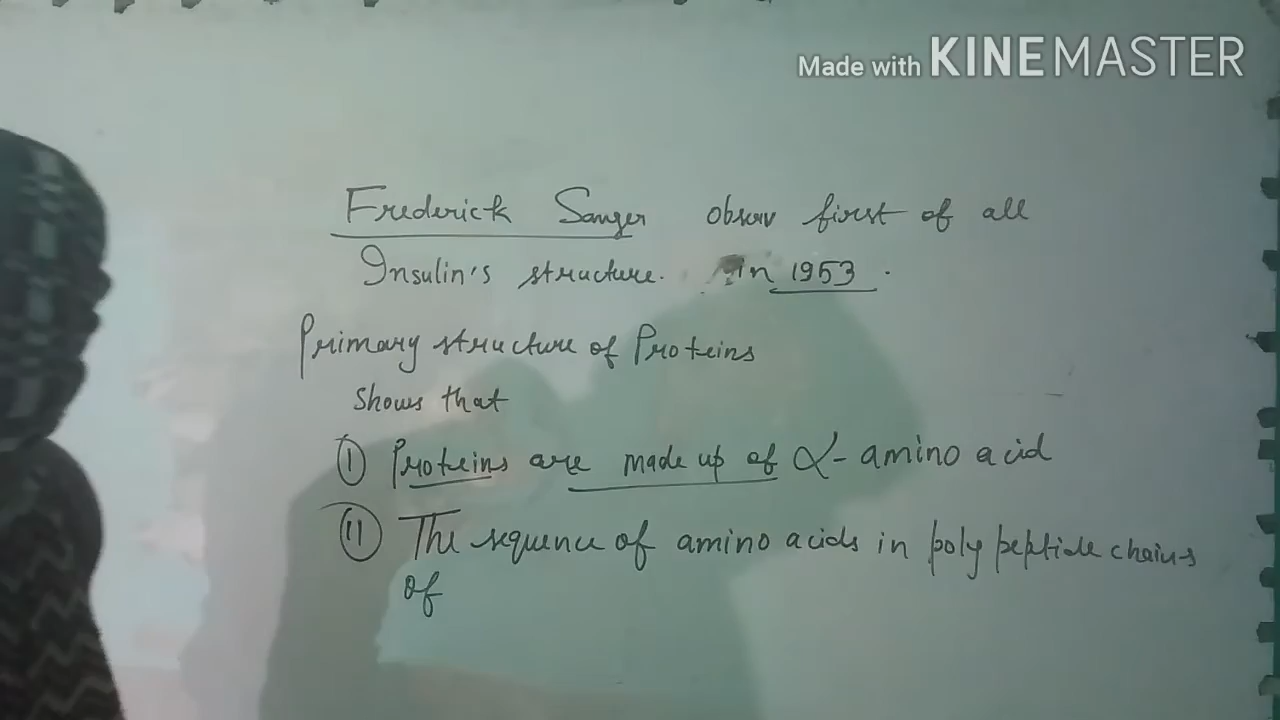 Made with KINEMASTER
Frederick Sanger observ first of all
Insulin's structure. in 1953.
Primary structure of Proteins
shows that
I Proteins are made up of α-amino acid
II The sequence of amino acids in poly peptide chains
of